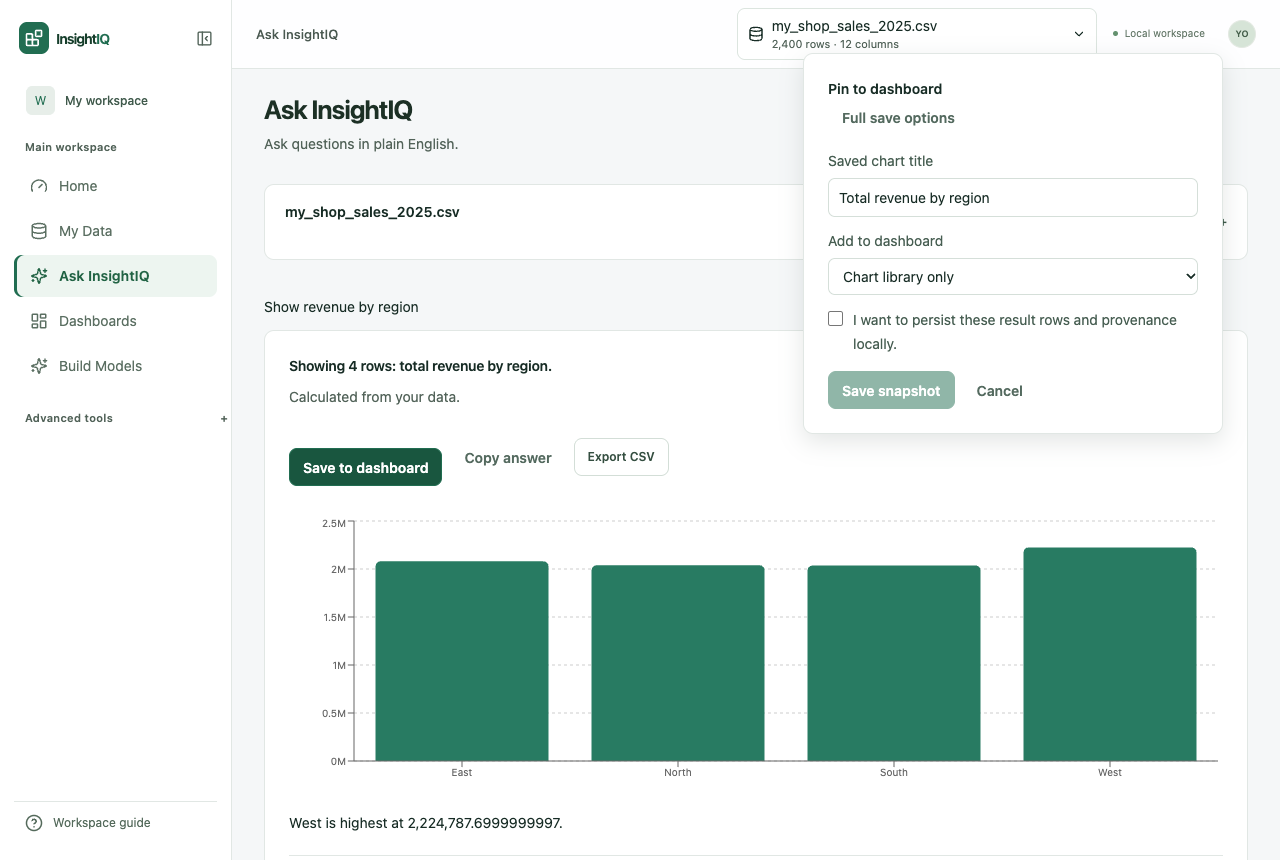 InsightIQ
W My workspace
Main workspace
Home
My Data
Ask InsightIQ
Dashboards
Build Models
Advanced tools +
Workspace guide
Ask InsightIQ
my_shop_sales_2025.csv
2,400 rows · 12 columns
Local workspace
YO
Ask InsightIQ
Ask questions in plain English.
my_shop_sales_2025.csv
+
Pin to dashboard
Full save options
Saved chart title
Total revenue by region
Add to dashboard
Chart library only
I want to persist these result rows and provenance
locally.
Save snapshot Cancel
Show revenue by region
Showing 4 rows: total revenue by region.
Calculated from your data.
Save to dashboard Copy answer Export CSV
2.5M
2M
1.5M
1M
0.5M
0M
East North South West
West is highest at 2,224,787.6999999997.